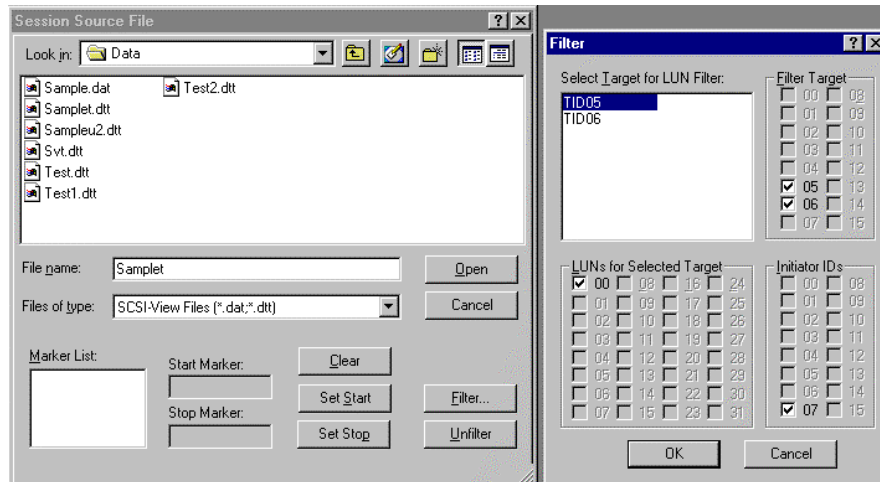 Session Source File
Look in: Data
Sample.dat
Samplet.dtt
Sampleu2.dtt
Svt.dtt
Test.dtt
Test1.dtt
Test2.dtt
File name: Samplet Open
Files of type: SCSI-View Files (*.dat;*.dtt) Cancel
Marker List: Start Marker: Clear
Set Start Filter...
Stop Marker:
Set Stop Unfilter
Filter
Select Target for LUN Filter:
TID05
TID06
Filter Target
00 08
01 09
02 10
03 11
04 12
05 13
06 14
07 15
LUNs for Selected Target
00 08 16 24
01 09 17 25
02 10 18 26
03 11 19 27
04 12 20 28
05 13 21 29
06 14 22 30
07 15 23 31
Initiator IDs
00 08
01 09
02 10
03 11
04 12
05 13
06 14
07 15
OK Cancel